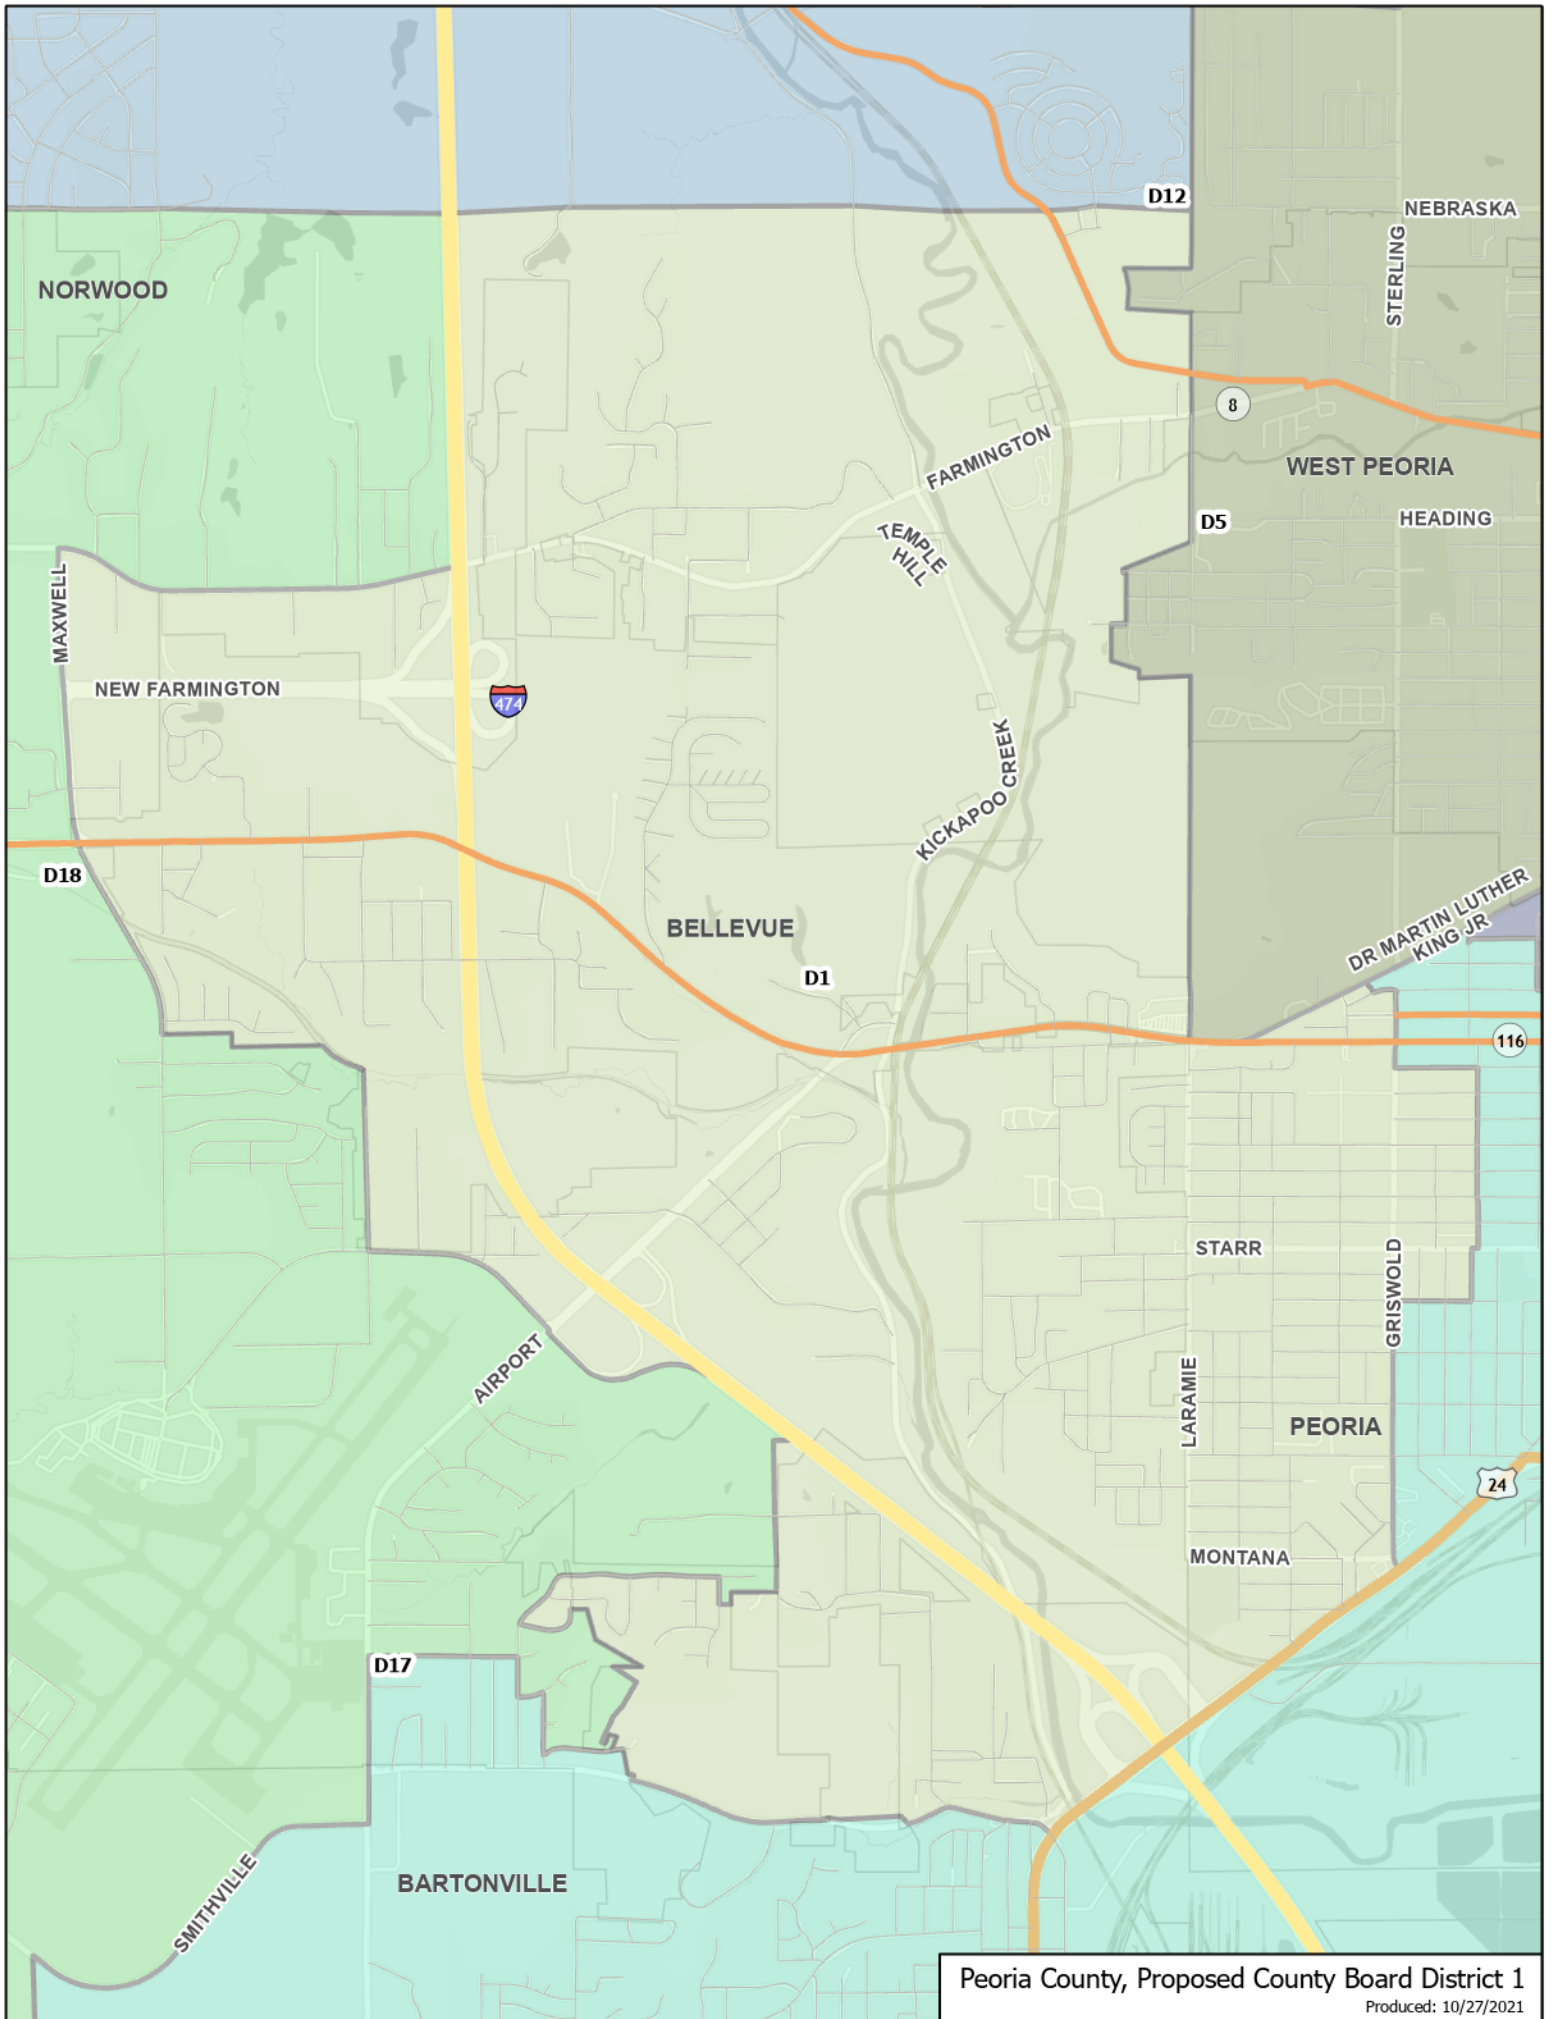 D12
NEBRASKA
STERLING
NORWOOD
8
FARMINGTON
WEST PEORIA
D5
HEADING
TEMPLE
HILL
MAXWELL
NEW FARMINGTON
474
KICKAPOO CREEK
D18
BELLEVUE
DR MARTIN LUTHER
KING JR
D1
116
STARR
GRISWOLD
AIRPORT
LARAMIE
PEORIA
24
MONTANA
D17
BARTONVILLE
SMITHVILLE
Peoria County, Proposed County Board District 1
Produced: 10/27/2021